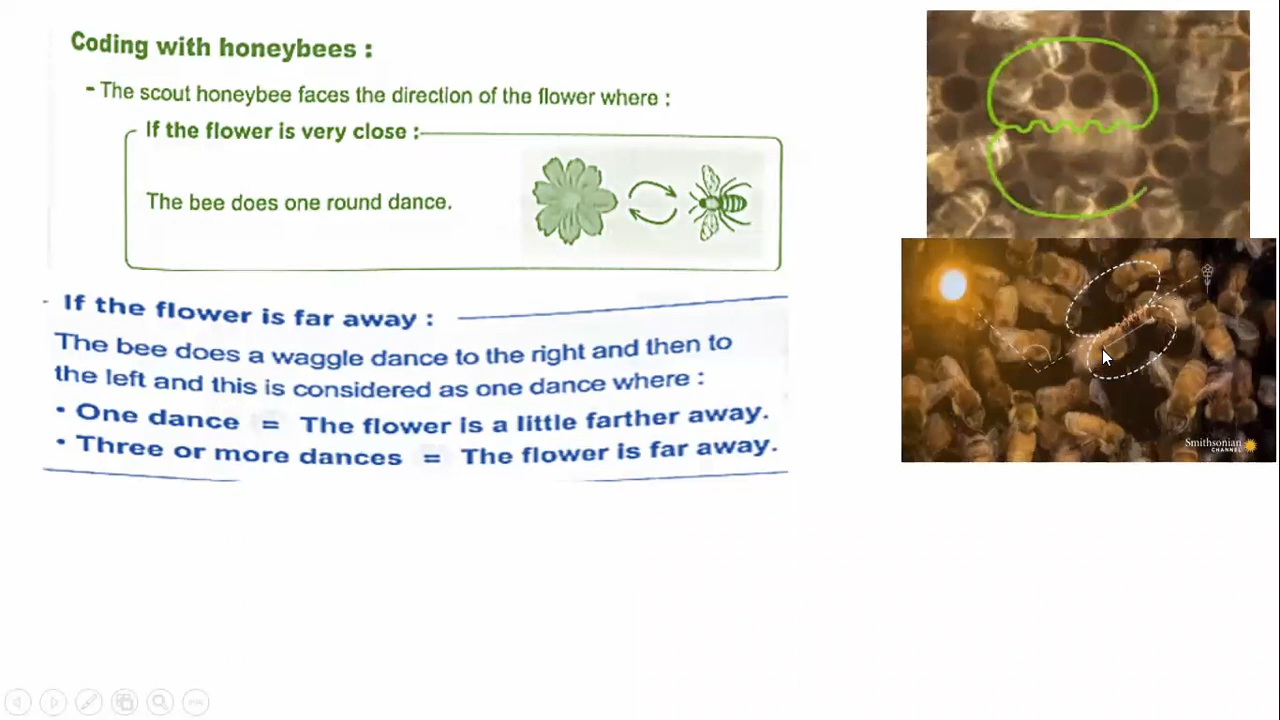 Coding with honeybees :
- The scout honeybee faces the direction of the flower where :
If the flower is very close :
The bee does one round dance.
- If the flower is far away :
The bee does a waggle dance to the right and then to
the left and this is considered as one dance where :
• One dance = The flower is a little farther away.
• Three or more dances = The flower is far away.
Smithsonian
CHANNEL